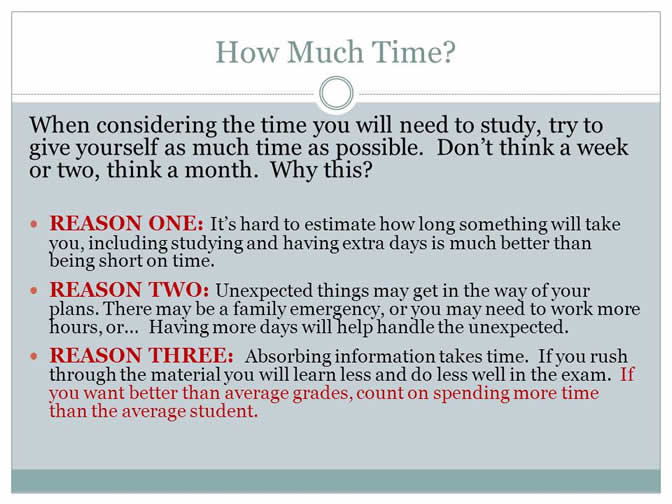 How Much Time?
When considering the time you will need to study, try to
give yourself as much time as possible.  Don't think a week
or two, think a month.  Why this?
• REASON ONE: It's hard to estimate how long something will take
you, including studying and having extra days is much better than
being short on time.
• REASON TWO: Unexpected things may get in the way of your
plans. There may be a family emergency, or you may need to work more
hours, or…  Having more days will help handle the unexpected.
• REASON THREE:  Absorbing information takes time.  If you rush
through the material you will learn less and do less well in the exam.  If
you want better than average grades, count on spending more time
than the average student.